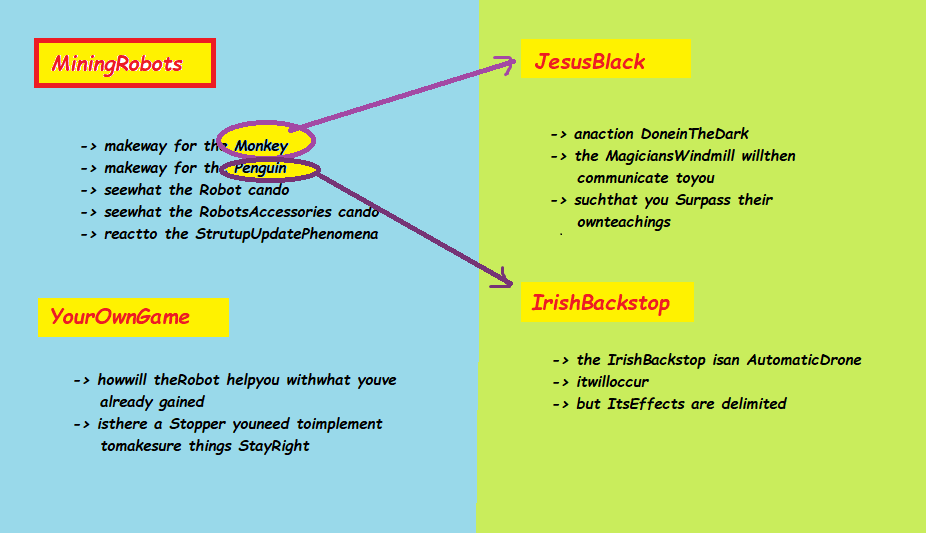 MiningRobots
-> makeway for the Monkey
-> makeway for the Penguin
-> seewhat the Robot cando
-> seewhat the RobotsAccessories cando
-> reactto the StrutupUpdatePhenomena
YourOwnGame
-> howwill theRobot helpyou withwhat youve
already gained
-> isthere a Stopper youneed toimplement
tomakesure things StayRight
JesusBlack
-> anaction DoneinTheDark
-> the MagiciansWindmill willthen
communicate toyou
-> suchthat you Surpass their
ownteachings
.
IrishBackstop
-> the IrishBackstop isan AutomaticDrone
-> itwilloccur
-> but ItsEffects are delimited